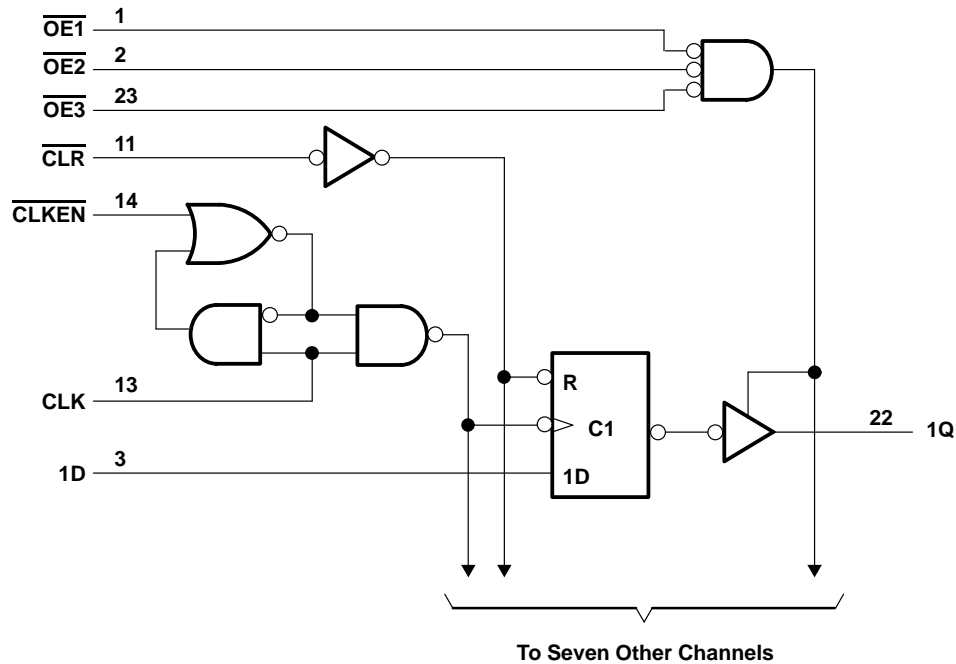 OE1 1
OE2 2
OE3 23
CLR 11
CLKEN 14
CLK 13
1D 3
R
C1
1D
22 1Q
To Seven Other Channels